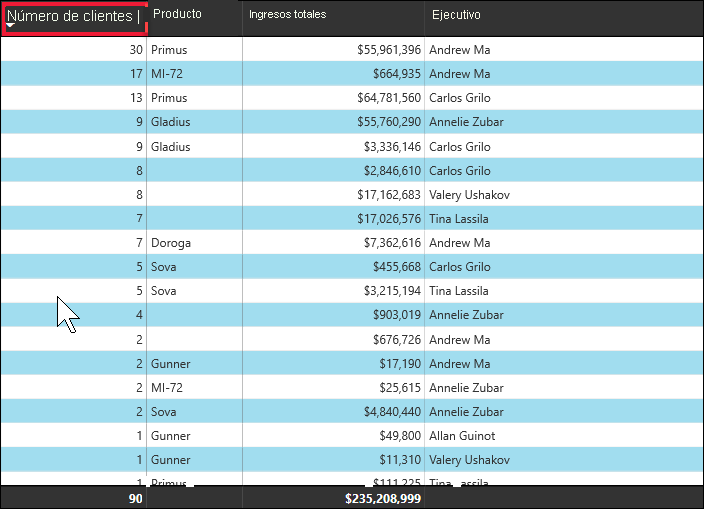 Número de clientes | Producto Ingresos totales Ejecutivo
30 Primus $55,961,396 Andrew Ma
17 MI-72 $664,935 Andrew Ma
13 Primus $64,781,560 Carlos Grilo
9 Gladius $55,760,290 Annelie Zubar
9 Gladius $3,336,146 Carlos Grilo
8 $2,846,610 Carlos Grilo
8 $17,162,683 Valery Ushakov
7 $17,026,576 Tina Lassila
7 Doroga $7,362,616 Andrew Ma
5 Sova $455,668 Carlos Grilo
5 Sova $3,215,194 Tina Lassila
4 $903,019 Annelie Zubar
2 $676,726 Andrew Ma
2 Gunner $17,190 Andrew Ma
2 MI-72 $25,615 Annelie Zubar
2 Sova $4,840,440 Annelie Zubar
1 Gunner $49,800 Allan Guinot
1 Gunner $11,310 Valery Ushakov
1 Primus $111,225 Tina Lassila
90 $235,208,999